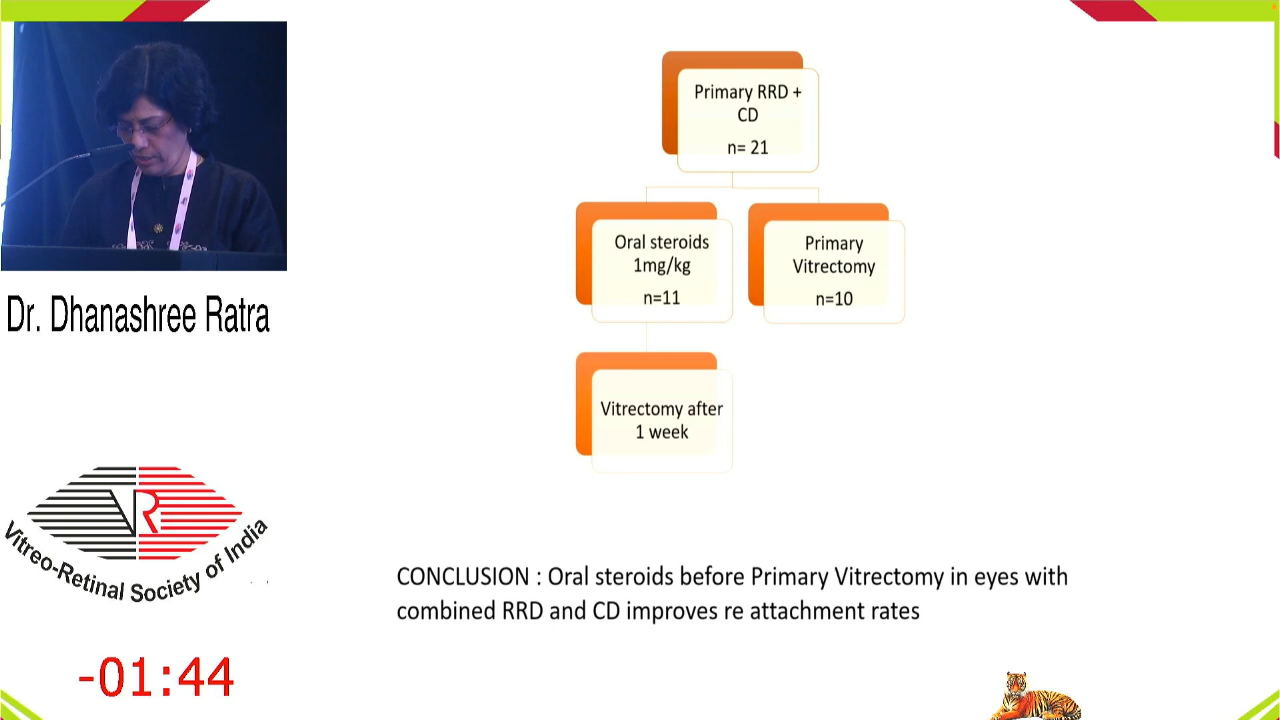 Primary RRD +
CD
n= 21
Oral steroids
1mg/kg
n=11
Primary
Vitrectomy
n=10
Vitrectomy after
1 week
CONCLUSION : Oral steroids before Primary Vitrectomy in eyes with
combined RRD and CD improves re attachment rates
Dr. Dhanashree Ratra
VR
Vitreo-Retinal Society of India
-01:44